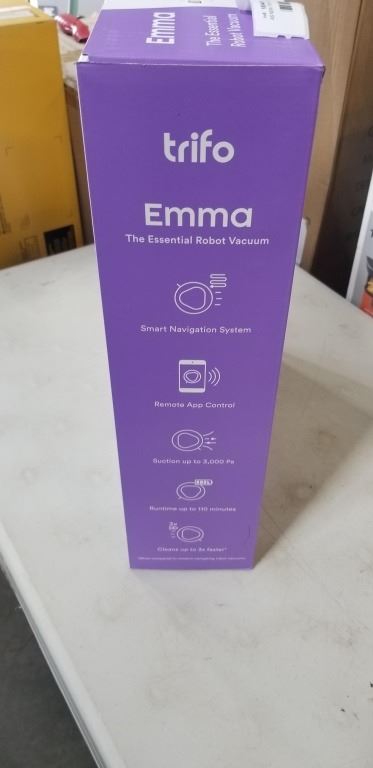 Emma
The Essential
Robot Vacuum
trifo
Emma
The Essential Robot Vacuum
Smart Navigation System
Remote App Control
Suction up to 3,000 Pa
Runtime up to 110 minutes
Cleans up to 3x faster*